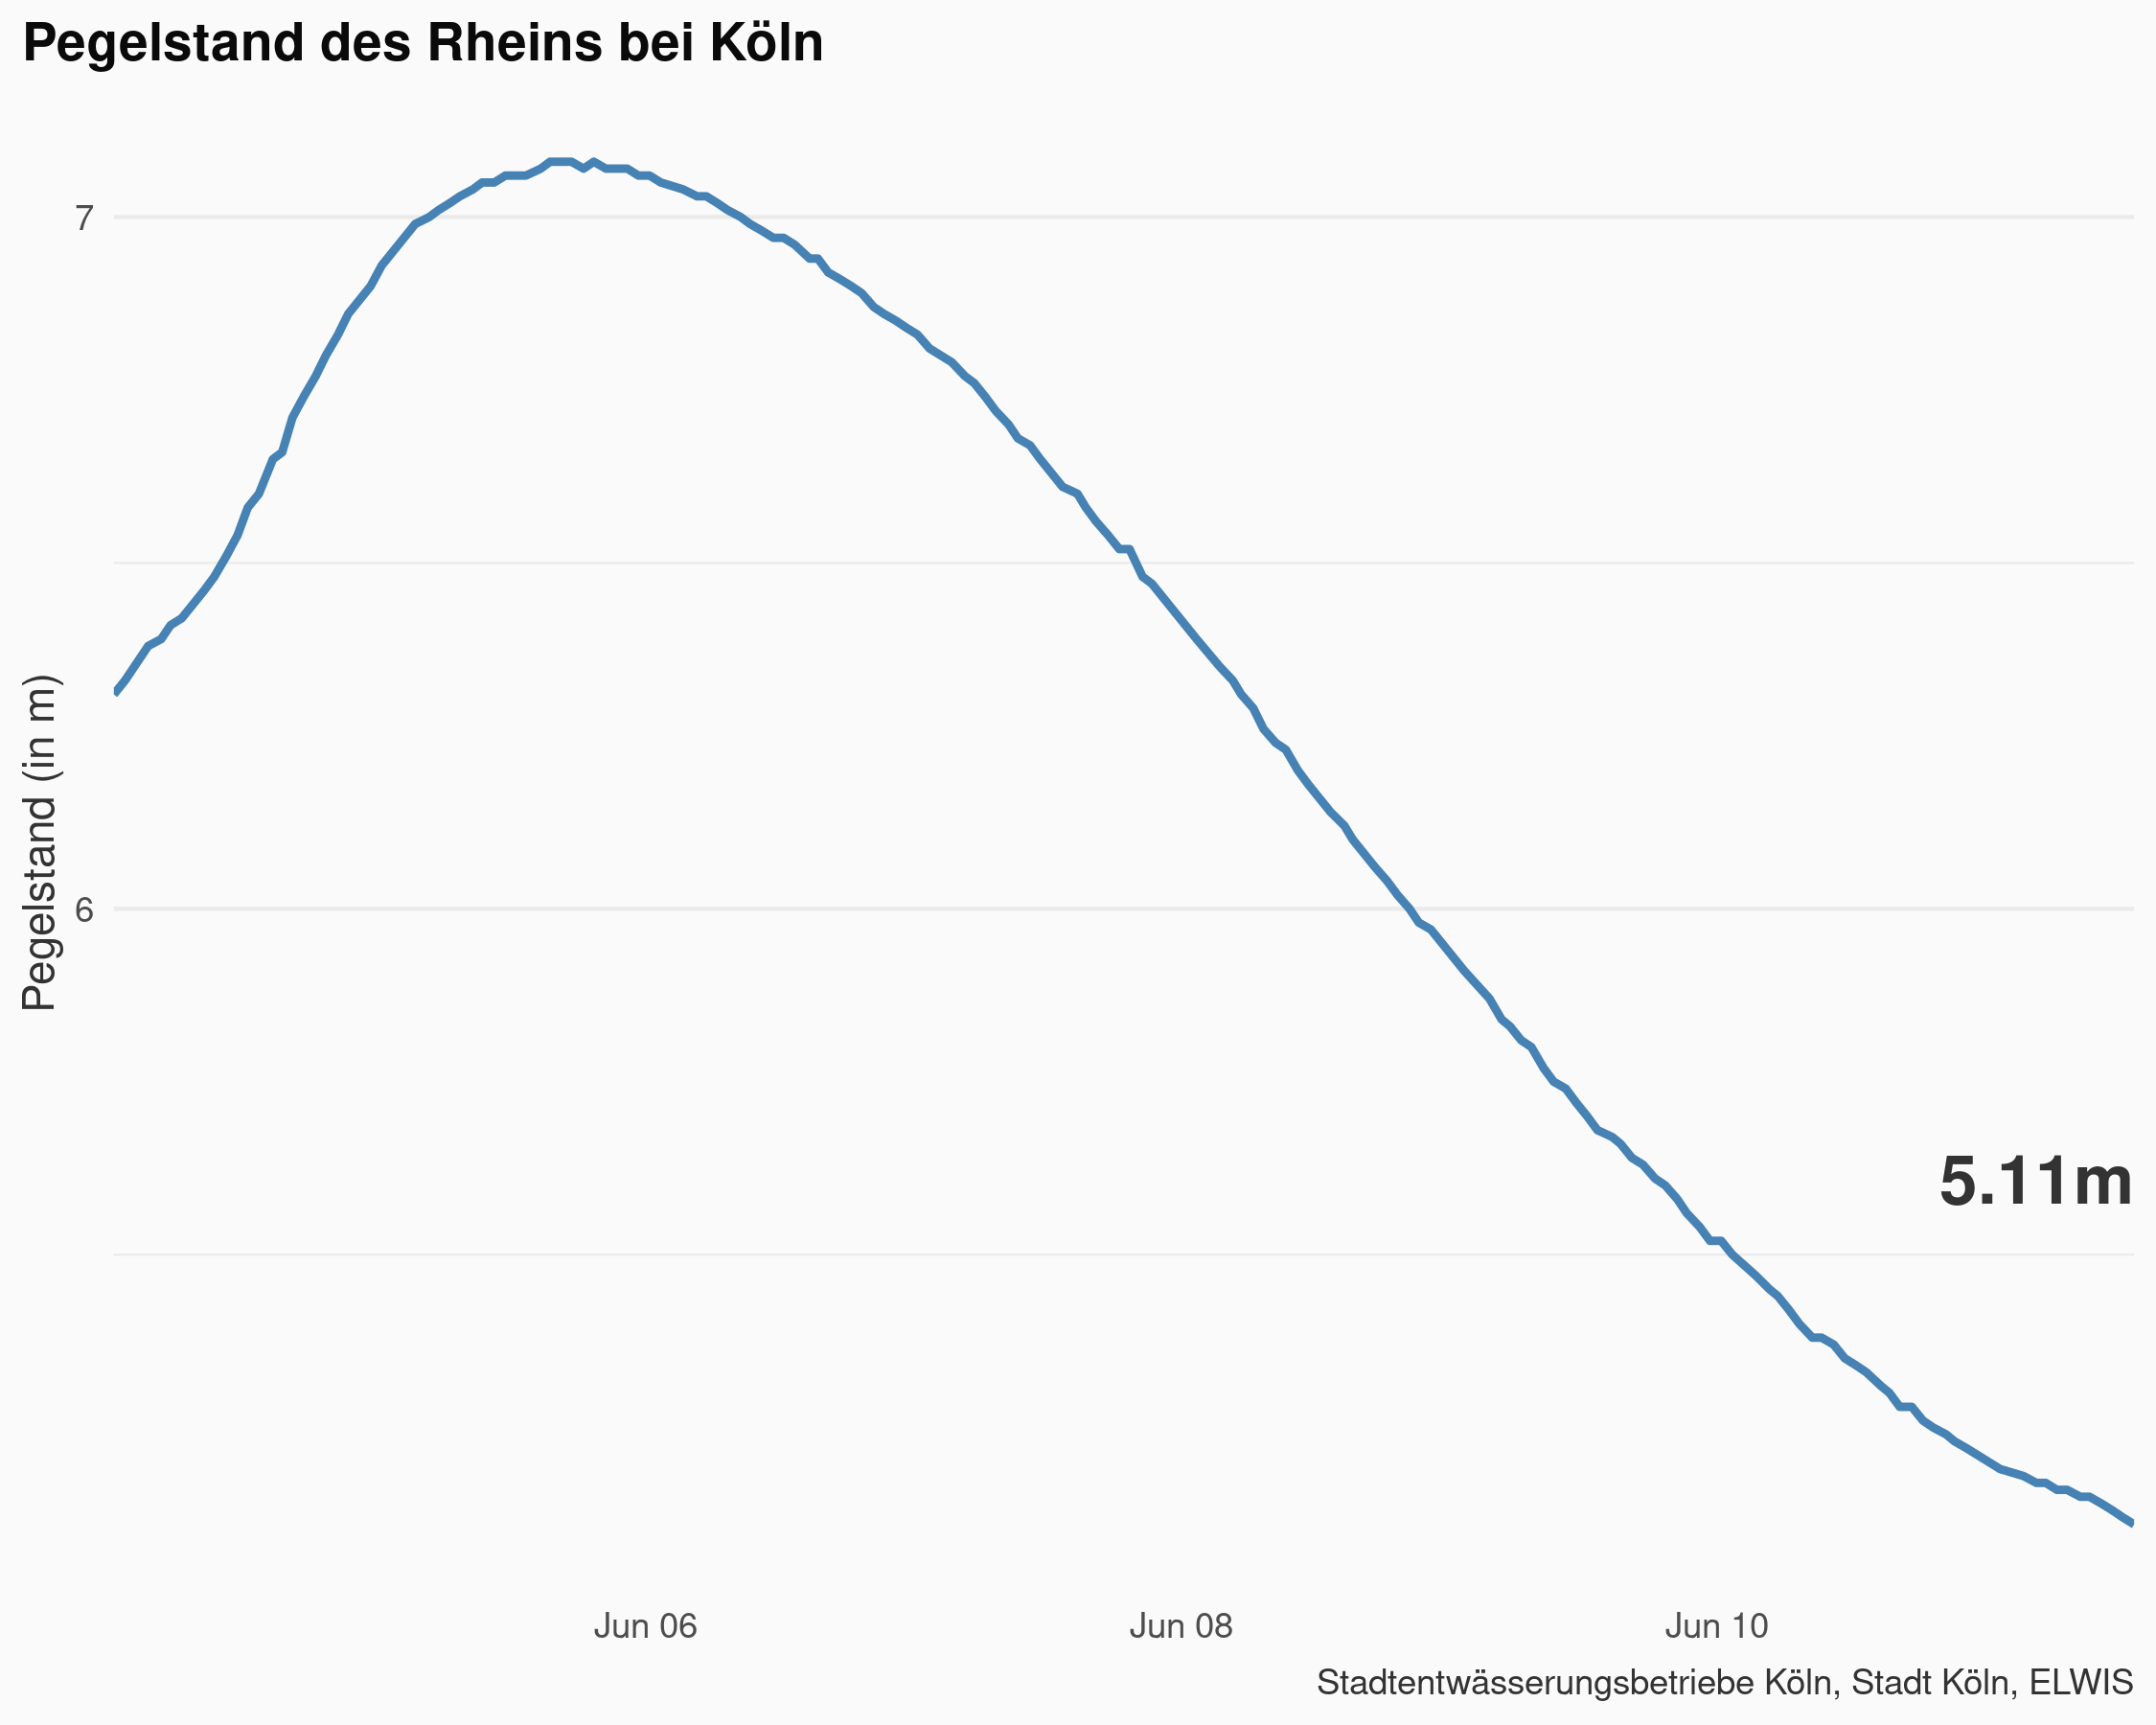 Pegelstand des Rheins bei Köln
Pegelstand (in m)
7
6
5.11m
Jun 06
Jun 08
Jun 10
Stadtentwässerungsbetriebe Köln, Stadt Köln, ELWIS